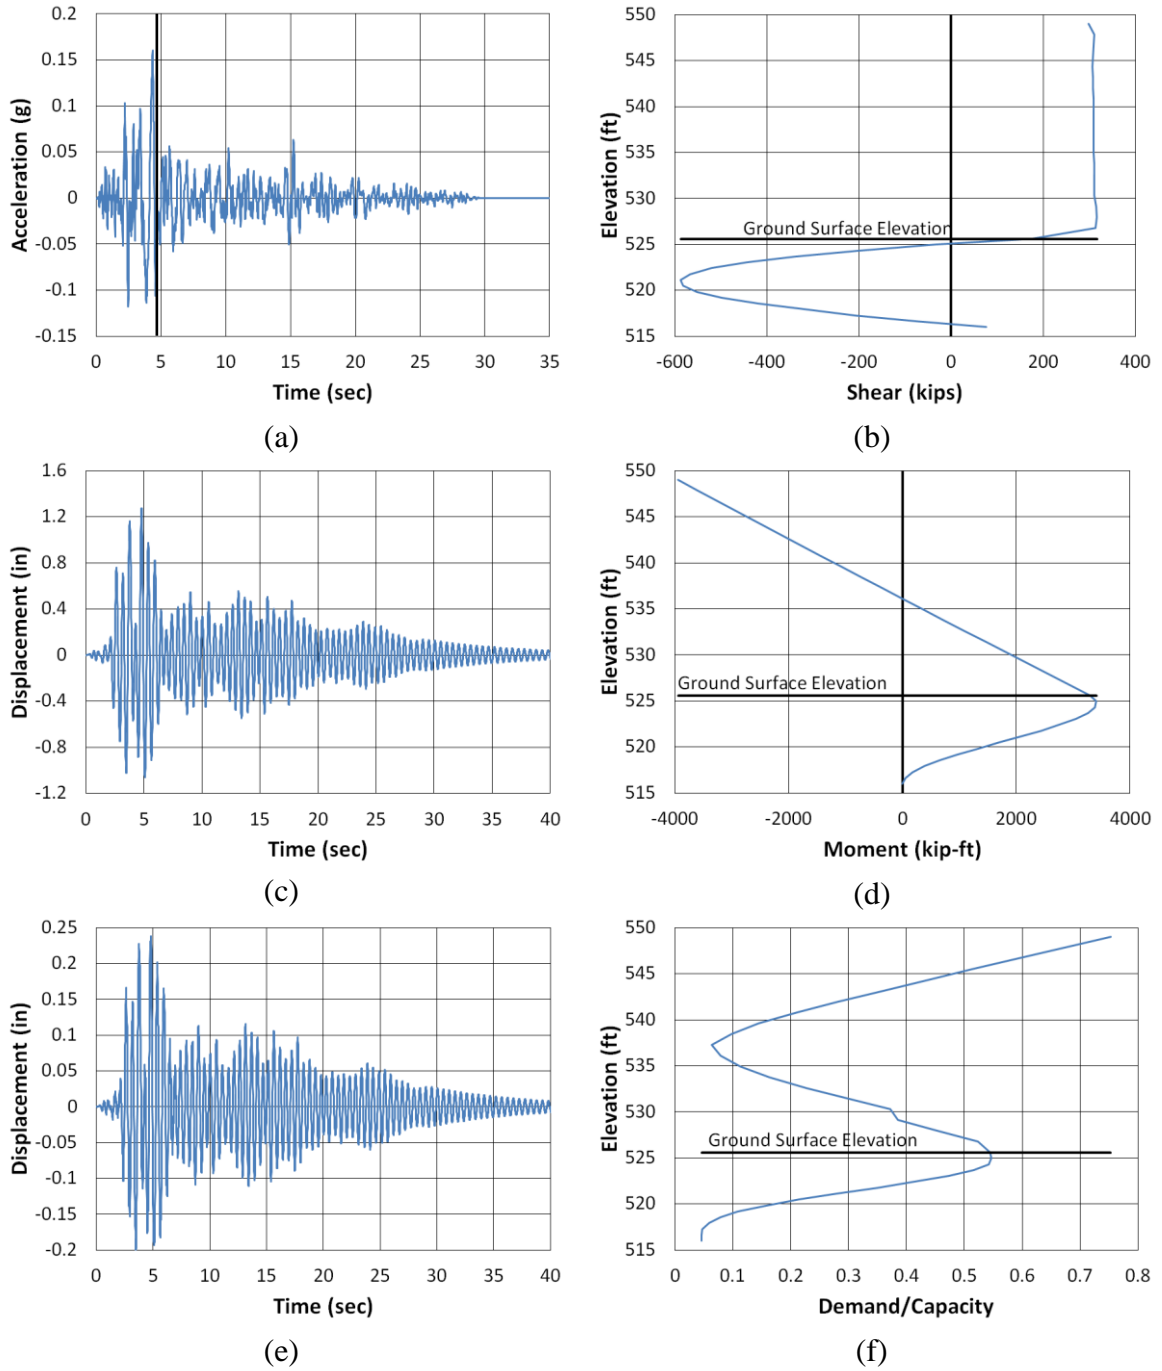 0.2
0.15
0.1
0.05
0
-0.05
-0.1
-0.15
Acceleration (g)
0 5 10 15 20 25 30 35
Time (sec)
(a)
550
545
540
535
530
525
520
515
Elevation (ft)
Ground Surface Elevation
-600 -400 -200 0 200 400
Shear (kips)
(b)
1.6
1.2
0.8
0.4
0
-0.4
-0.8
-1.2
Displacement (in)
0 5 10 15 20 25 30 35 40
Time (sec)
(c)
550
545
540
535
530
525
520
515
Elevation (ft)
Ground Surface Elevation
-4000 -2000 0 2000 4000
Moment (kip-ft)
(d)
0.25
0.2
0.15
0.1
0.05
0
-0.05
-0.1
-0.15
-0.2
Displacement (in)
0 5 10 15 20 25 30 35 40
Time (sec)
(e)
550
545
540
535
530
525
520
515
Elevation (ft)
Ground Surface Elevation
0 0.1 0.2 0.3 0.4 0.5 0.6 0.7 0.8
Demand/Capacity
(f)